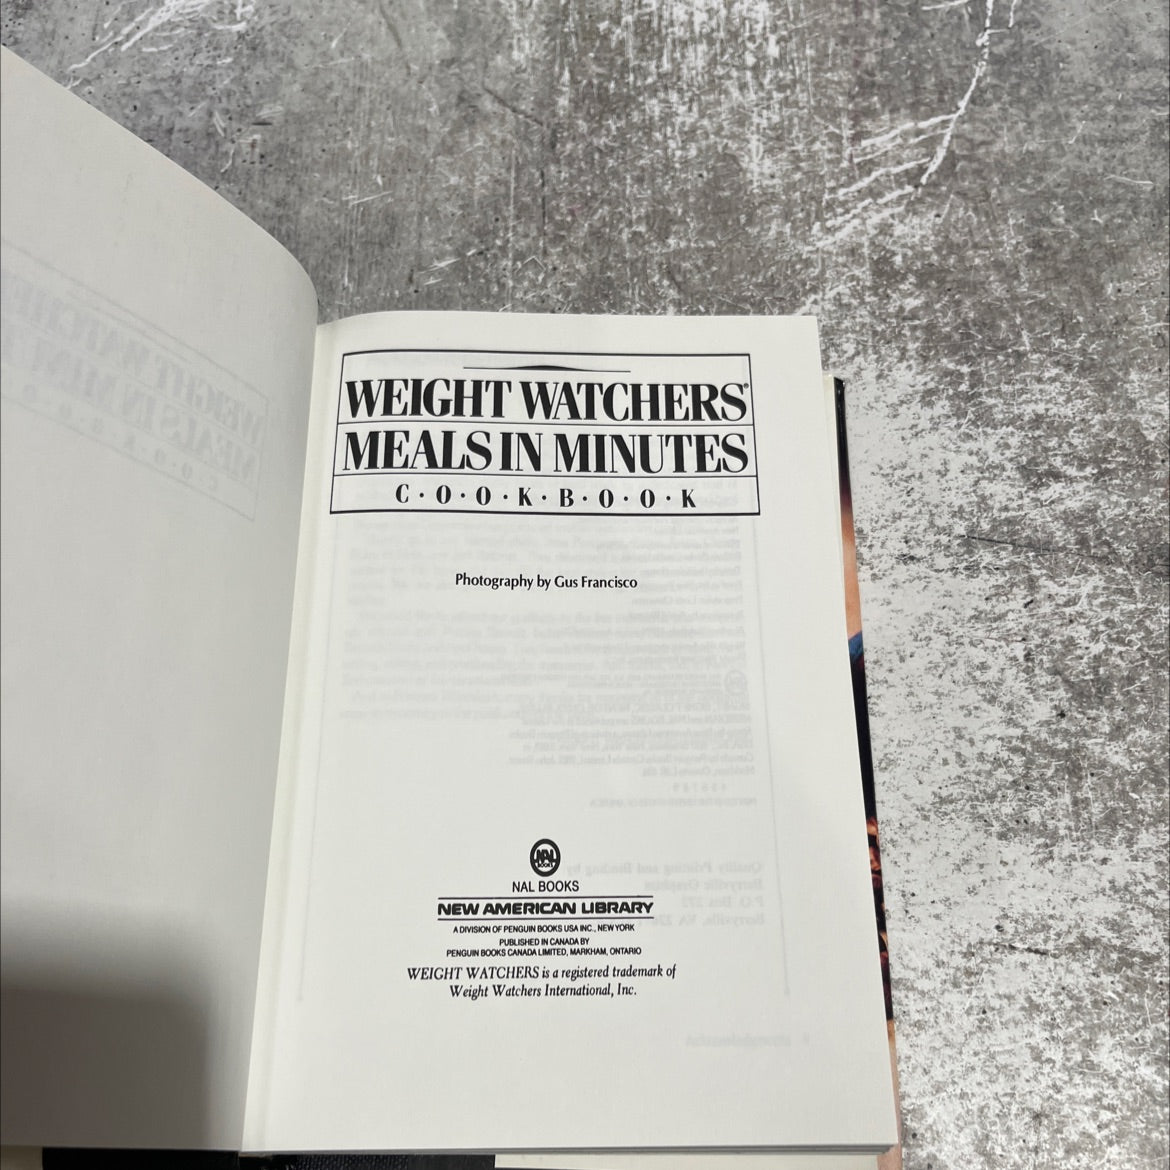 WEIGHT WATCHERS®
MEALS IN MINUTES
C·O·O·K·B·O·O·K
Photography by Gus Francisco
NAL BOOKS
NAL BOOKS
NEW AMERICAN LIBRARY
A DIVISION OF PENGUIN BOOKS USA INC., NEW YORK
PUBLISHED IN CANADA BY
PENGUIN BOOKS CANADA LIMITED, MARKHAM, ONTARIO
WEIGHT WATCHERS is a registered trademark of
Weight Watchers International, Inc.